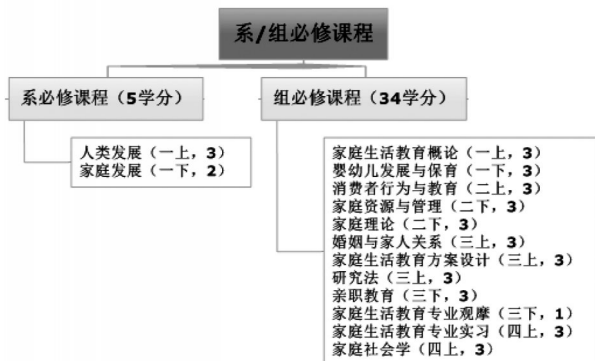 系/组必修课程
系必修课程（5学分）
组必修课程（34学分）
人类发展（一上，3）
家庭发展（一下，2）
家庭生活教育概论（一上，3）
婴幼儿发展与保育（一下，3）
消费者行为与教育（二上，3）
家庭资源与管理（二下，3）
家庭理论（二下，3）
婚姻与家人关系（三上，3）
家庭生活教育方案设计（三上，3）
研究法（三上，3）
亲职教育（三下，3）
家庭生活教育专业观摩（三下，1）
家庭生活教育专业实习（四上，3）
家庭社会学（四上，3）